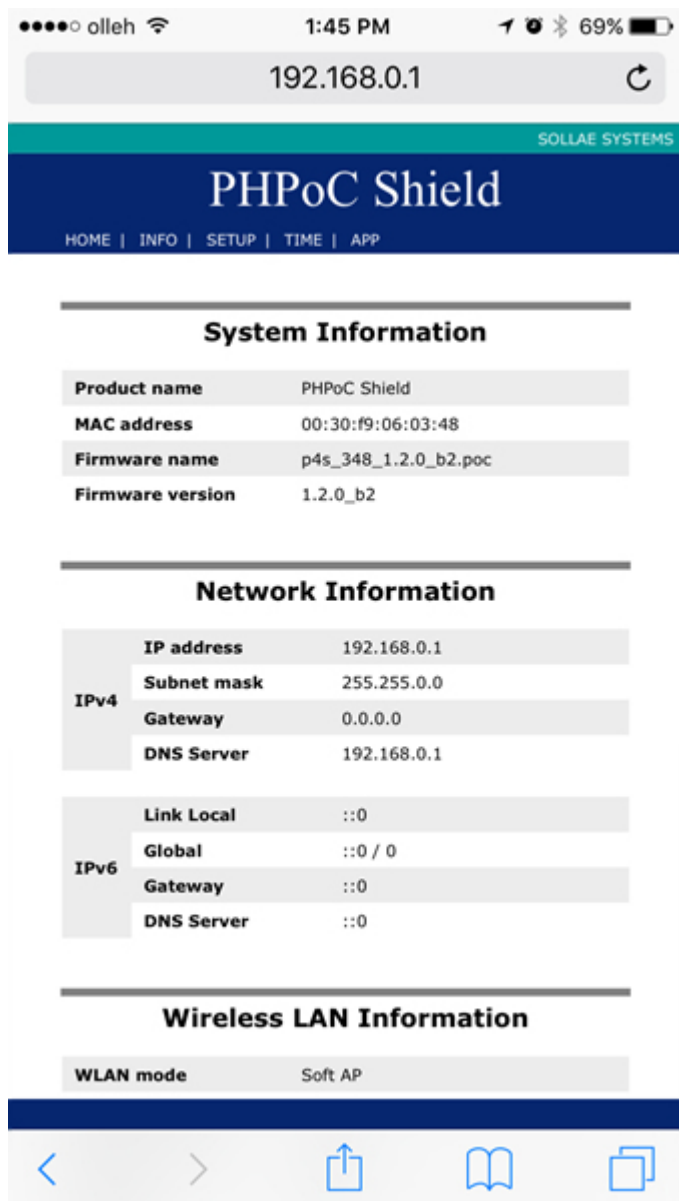 olleh 1:45 PM 69%
192.168.0.1
SOLLAE SYSTEMS
PHPoC Shield
HOME | INFO | SETUP | TIME | APP
System Information
Product name PHPoC Shield
MAC address 00:30:f9:06:03:48
Firmware name p4s_348_1.2.0_b2.poc
Firmware version 1.2.0_b2
Network Information
IPv4
IP address 192.168.0.1
Subnet mask 255.255.0.0
Gateway 0.0.0.0
DNS Server 192.168.0.1
IPv6
Link Local ::0
Global ::0 / 0
Gateway ::0
DNS Server ::0
Wireless LAN Information
WLAN mode Soft AP